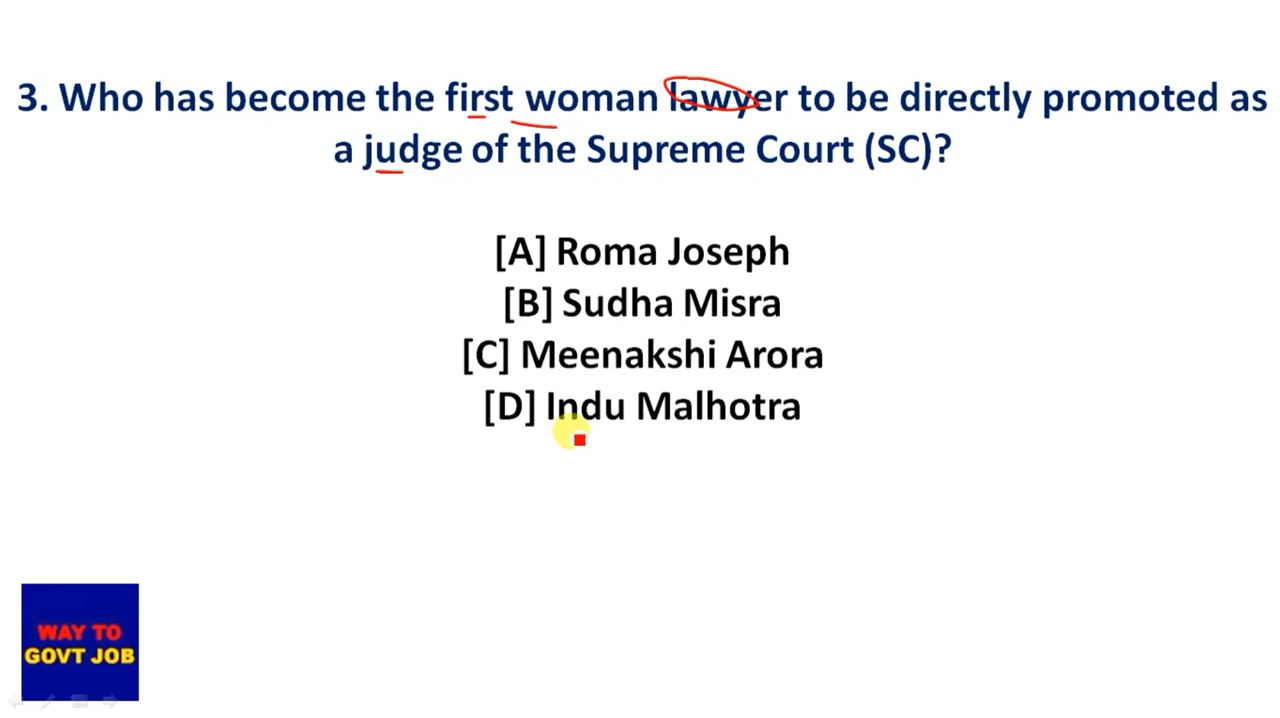 3. Who has become the first woman lawyer to be directly promoted as
a judge of the Supreme Court (SC)?
[A] Roma Joseph
[B] Sudha Misra
[C] Meenakshi Arora
[D] Indu Malhotra
WAY TO
GOVT JOB